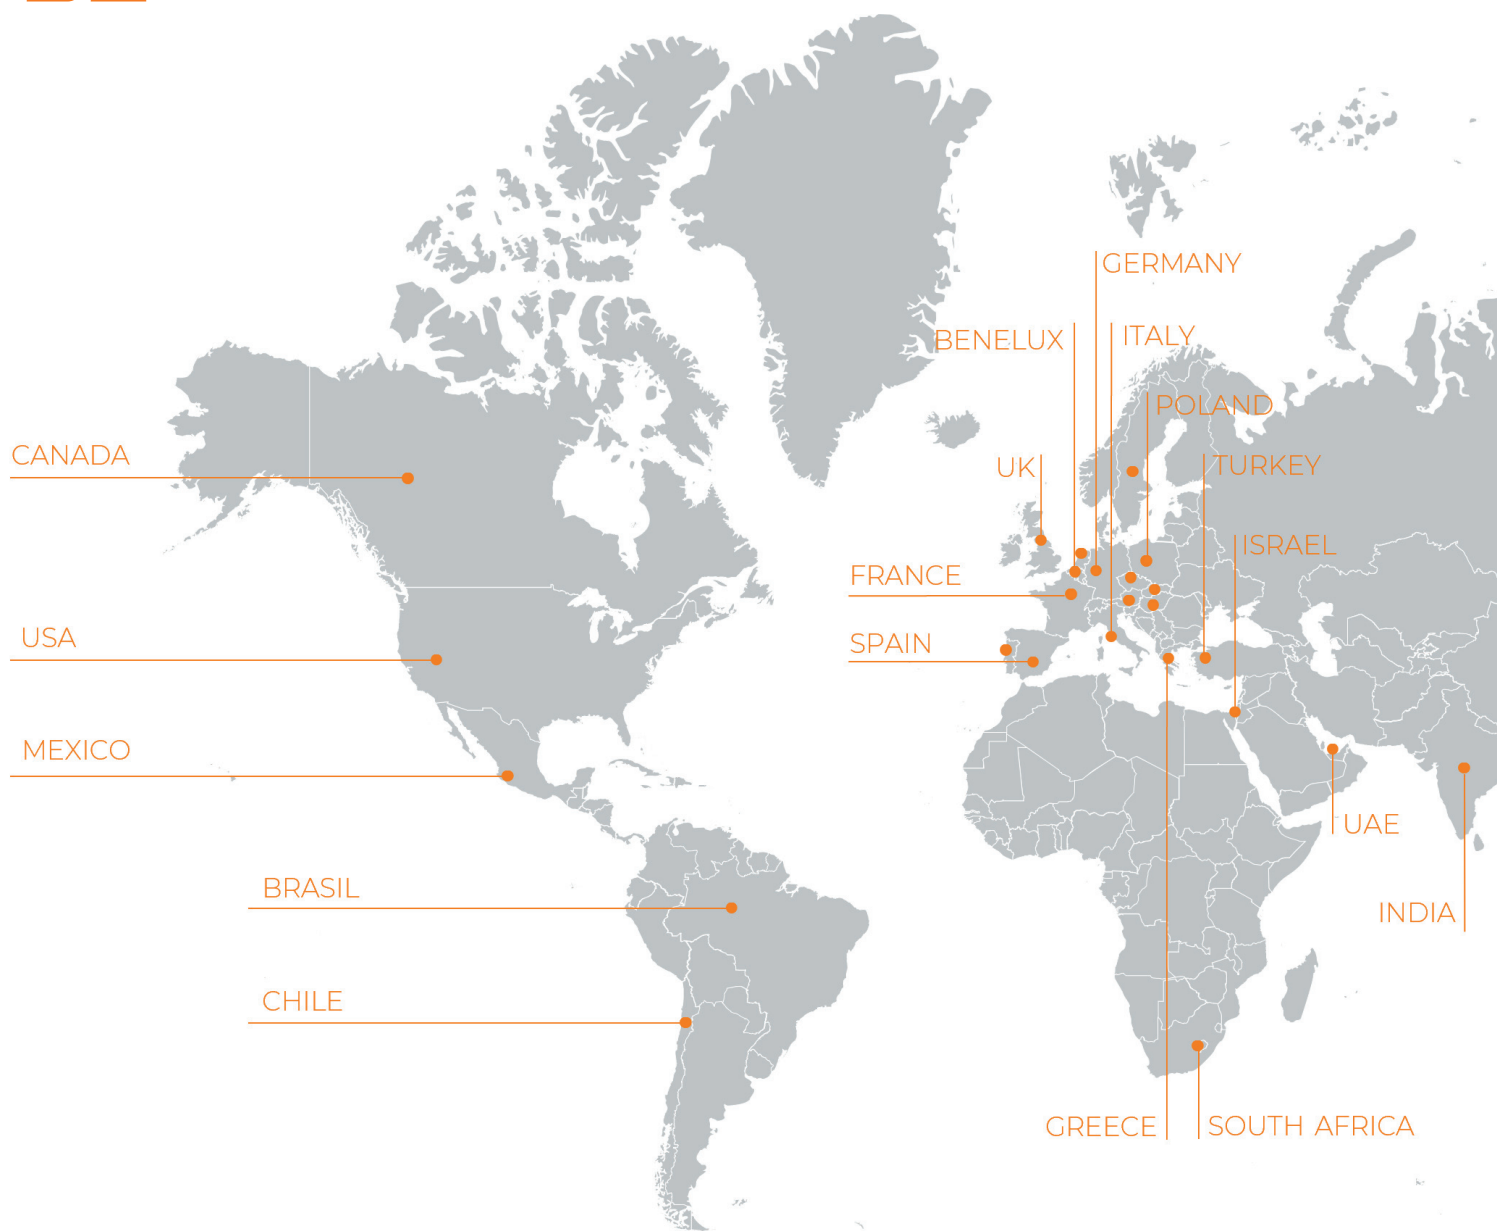 GERMANY
BENELUX
ITALY
POLAND
CANADA
UK
TURKEY
ISRAEL
FRANCE
USA
SPAIN
MEXICO
UAE
BRASIL
INDIA
CHILE
GREECE
SOUTH AFRICA